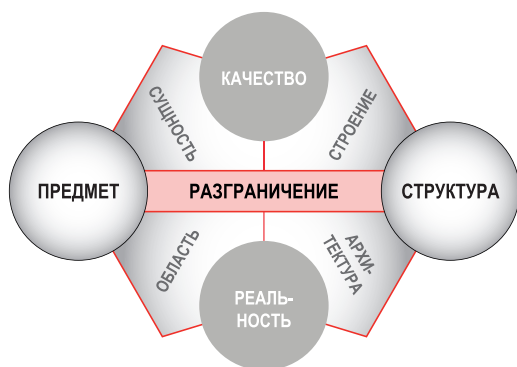 КАЧЕСТВО
СУЩНОСТЬ
СТРОЕНИЕ
ПРЕДМЕТ
РАЗГРАНИЧЕНИЕ
СТРУКТУРА
ОБЛАСТЬ
АРХИ-
ТЕКТУРА
РЕАЛЬ-
НОСТЬ